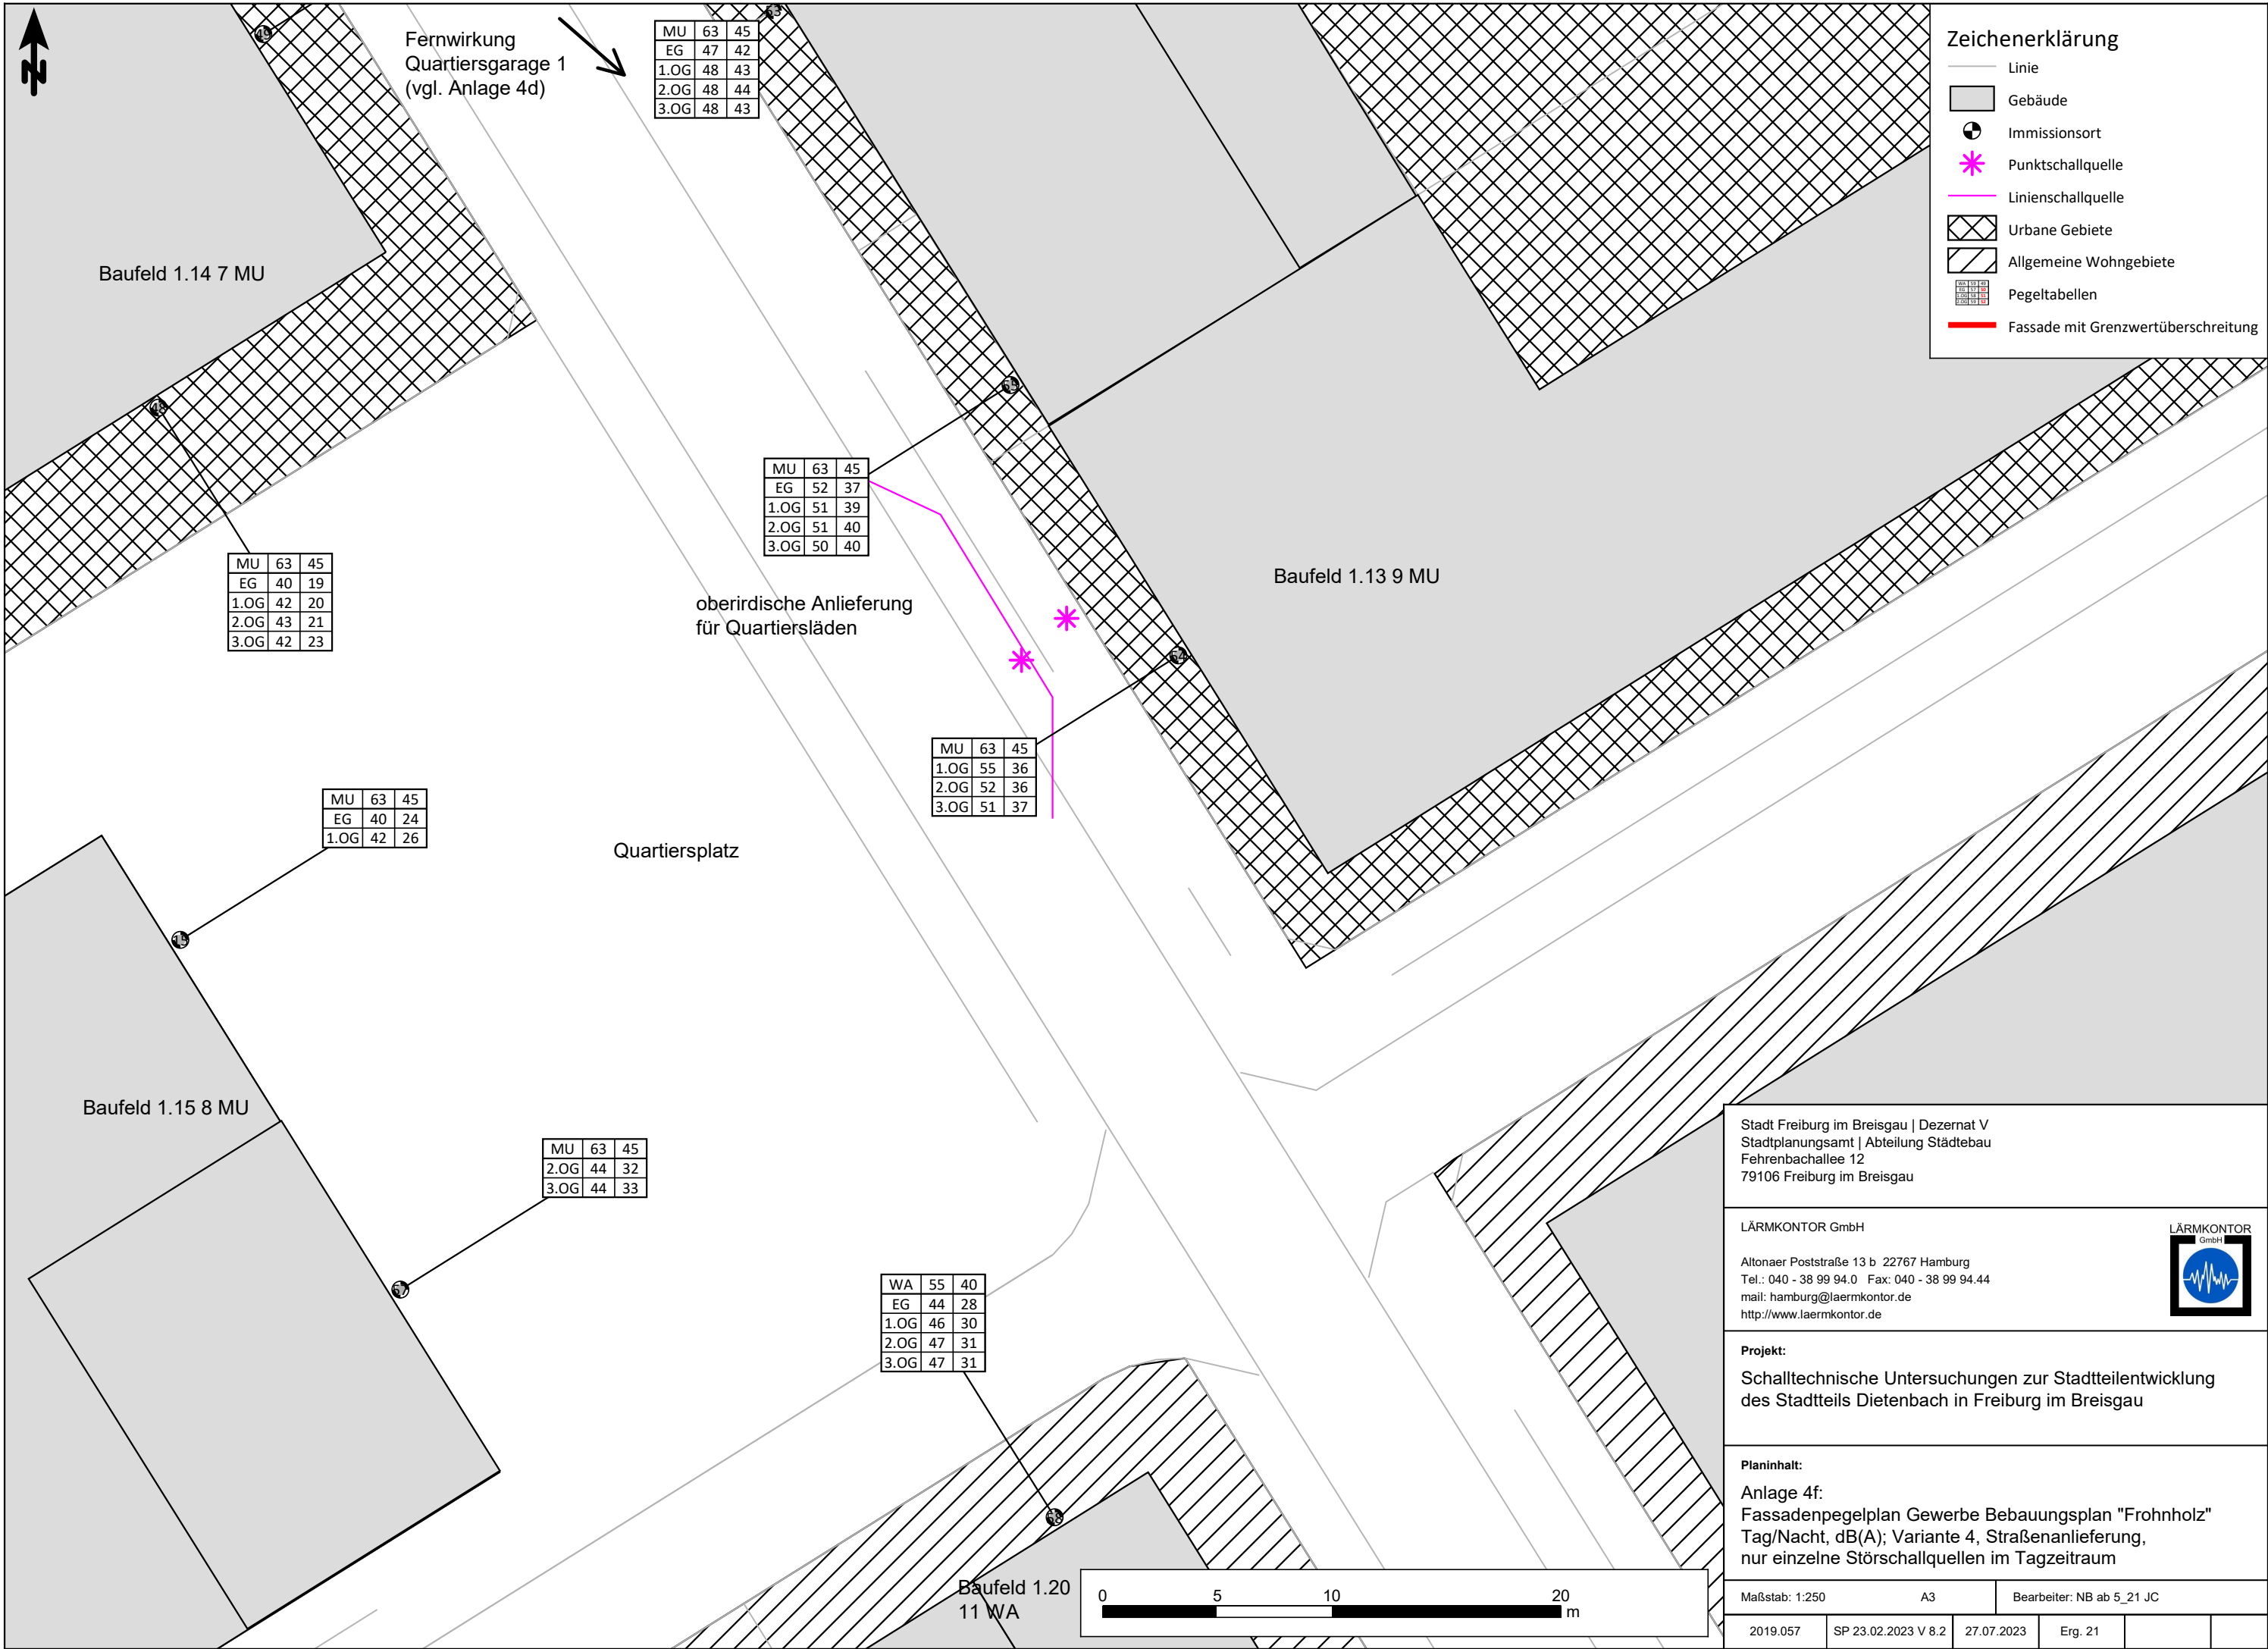 N
49
Fernwirkung
Quartiersgarage 1
(vgl. Anlage 4d)
53
MU 63 45
EG 47 42
1.OG 48 43
2.OG 48 44
3.OG 48 43
Zeichenerklärung
Linie
Gebäude
Immissionsort
Punktschallquelle
Linienschallquelle
Urbane Gebiete
Allgemeine Wohngebiete
Pegeltabellen
Fassade mit Grenzwertüberschreitung
Baufeld 1.14 7 MU
48
MU 63 45
EG 40 19
1.OG 42 20
2.OG 43 21
3.OG 42 23
MU 63 45
EG 52 37
1.OG 51 39
2.OG 51 40
3.OG 50 40
oberirdische Anlieferung
für Quartiersläden
Baufeld 1.13 9 MU
MU 63 45
1.OG 55 36
2.OG 52 36
3.OG 51 37
MU 63 45
EG 40 24
1.OG 42 26
Quartiersplatz
Baufeld 1.15 8 MU
MU 63 45
2.OG 44 32
3.OG 44 33
WA 55 40
EG 44 28
1.OG 46 30
2.OG 47 31
3.OG 47 31
Baufeld 1.20
11 WA
0 5 10 20
m
Stadt Freiburg im Breisgau | Dezernat V
Stadtplanungsamt | Abteilung Städtebau
Fehrenbachallee 12
79106 Freiburg im Breisgau
LÄRMKONTOR GmbH
Altonaer Poststraße 13 b 22767 Hamburg
Tel.: 040 - 38 99 94.0 Fax: 040 - 38 99 94.44
mail: hamburg@laermkontor.de
http://www.laermkontor.de
LÄRMKONTOR
GmbH
Projekt:
Schalltechnische Untersuchungen zur Stadtteilentwicklung
des Stadtteils Dietenbach in Freiburg im Breisgau
Planinhalt:
Anlage 4f:
Fassadenpegelplan Gewerbe Bebauungsplan "Frohnholz"
Tag/Nacht, dB(A); Variante 4, Straßenanlieferung,
nur einzelne Störschallquellen im Tagzeitraum
Maßstab: 1:250 A3 Bearbeiter: NB ab 5_21 JC
2019.057 SP 23.02.2023 V 8.2 27.07.2023 Erg. 21